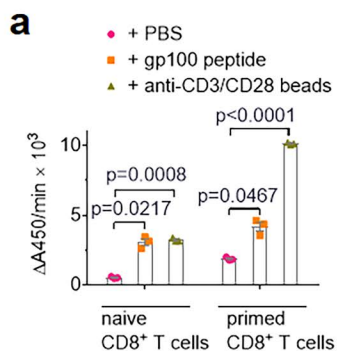 a
+ PBS
+ gp100 peptide
+ anti-CD3/CD28 beads
p<0.0001
p=0.0008
p=0.0217
p=0.0467
ΔA450/min × 10³
10
5
0
naive
CD8⁺ T cells
primed
CD8⁺ T cells